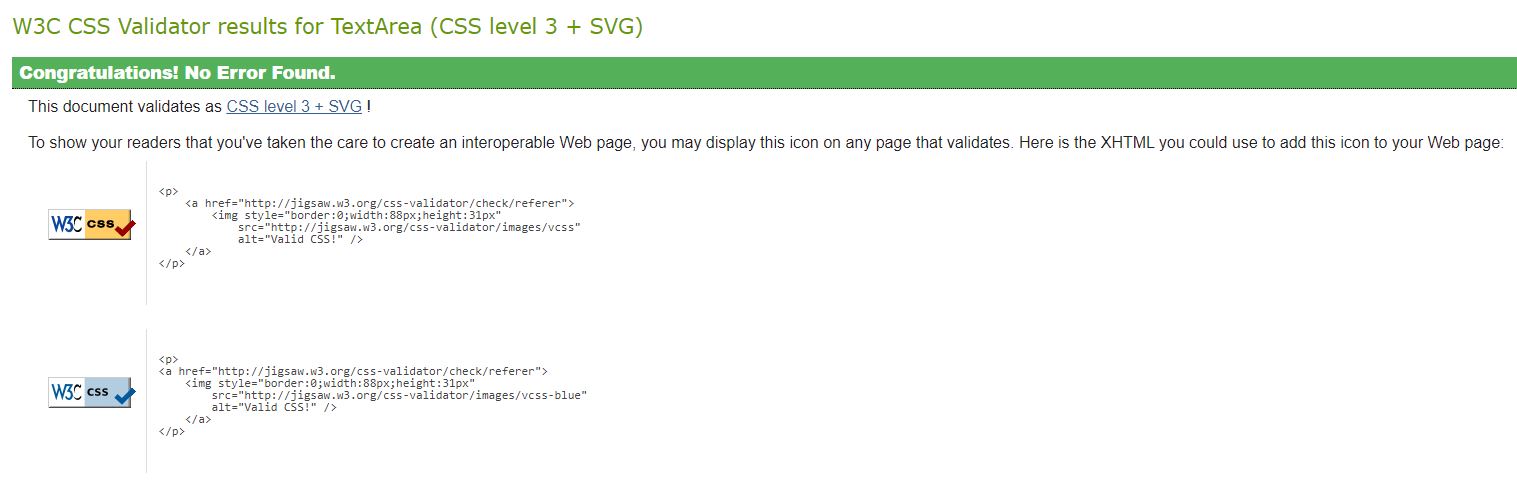 W3C CSS Validator results for TextArea (CSS level 3 + SVG)
Congratulations! No Error Found.
This document validates as CSS level 3 + SVG !
To show your readers that you've taken the care to create an interoperable Web page, you may display this icon on any page that validates. Here is the XHTML you could use to add this icon to your Web page:
W3C css
<p>
<a href="http://jigsaw.w3.org/css-validator/check/referer">
<img style="border:0;width:88px;height:31px"
src="http://jigsaw.w3.org/css-validator/images/vcss"
alt="Valid CSS!" />
</a>
</p>
W3C css
<p>
<a href="http://jigsaw.w3.org/css-validator/check/referer">
<img style="border:0;width:88px;height:31px"
src="http://jigsaw.w3.org/css-validator/images/vcss-blue"
alt="Valid CSS!" />
</a>
</p>